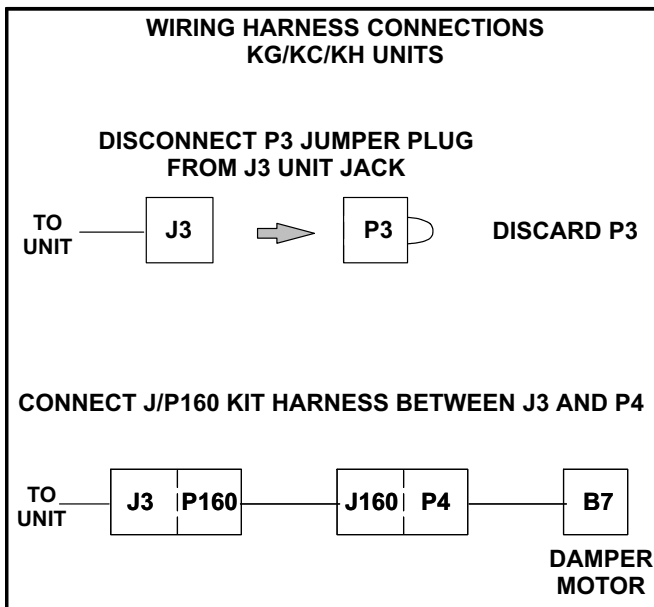 WIRING HARNESS CONNECTIONS
KG/KC/KH UNITS
DISCONNECT P3 JUMPER PLUG
FROM J3 UNIT JACK
TO
UNIT
J3
P3
DISCARD P3
CONNECT J/P160 KIT HARNESS BETWEEN J3 AND P4
TO
UNIT
J3 P160
J160 P4
B7
DAMPER
MOTOR